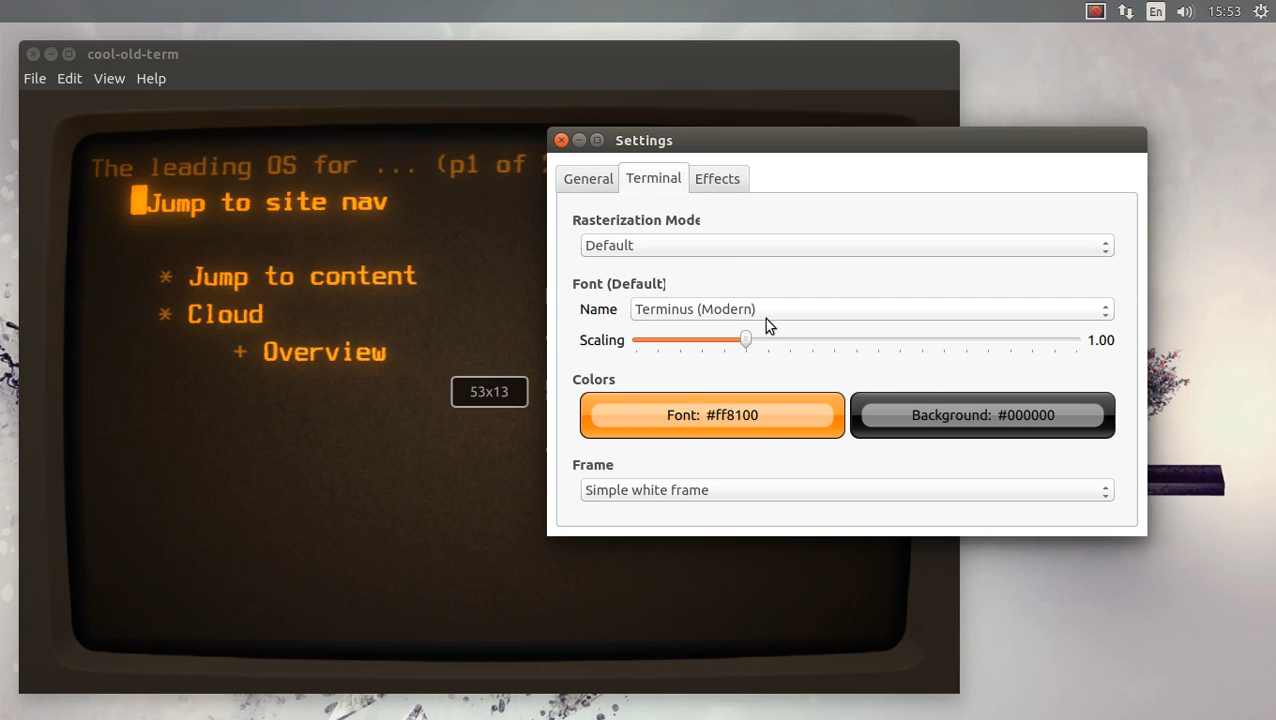 En 15:53
cool-old-term
File Edit View Help
The leading OS for ... (p1 of
Jump to site nav
* Jump to content
* Cloud
+ Overview
53x13
Settings
General Terminal Effects
Rasterization Mode
Default
Font (Default)
Name Terminus (Modern)
Scaling 1.00
Colors
Font: #ff8100 Background: #000000
Frame
Simple white frame